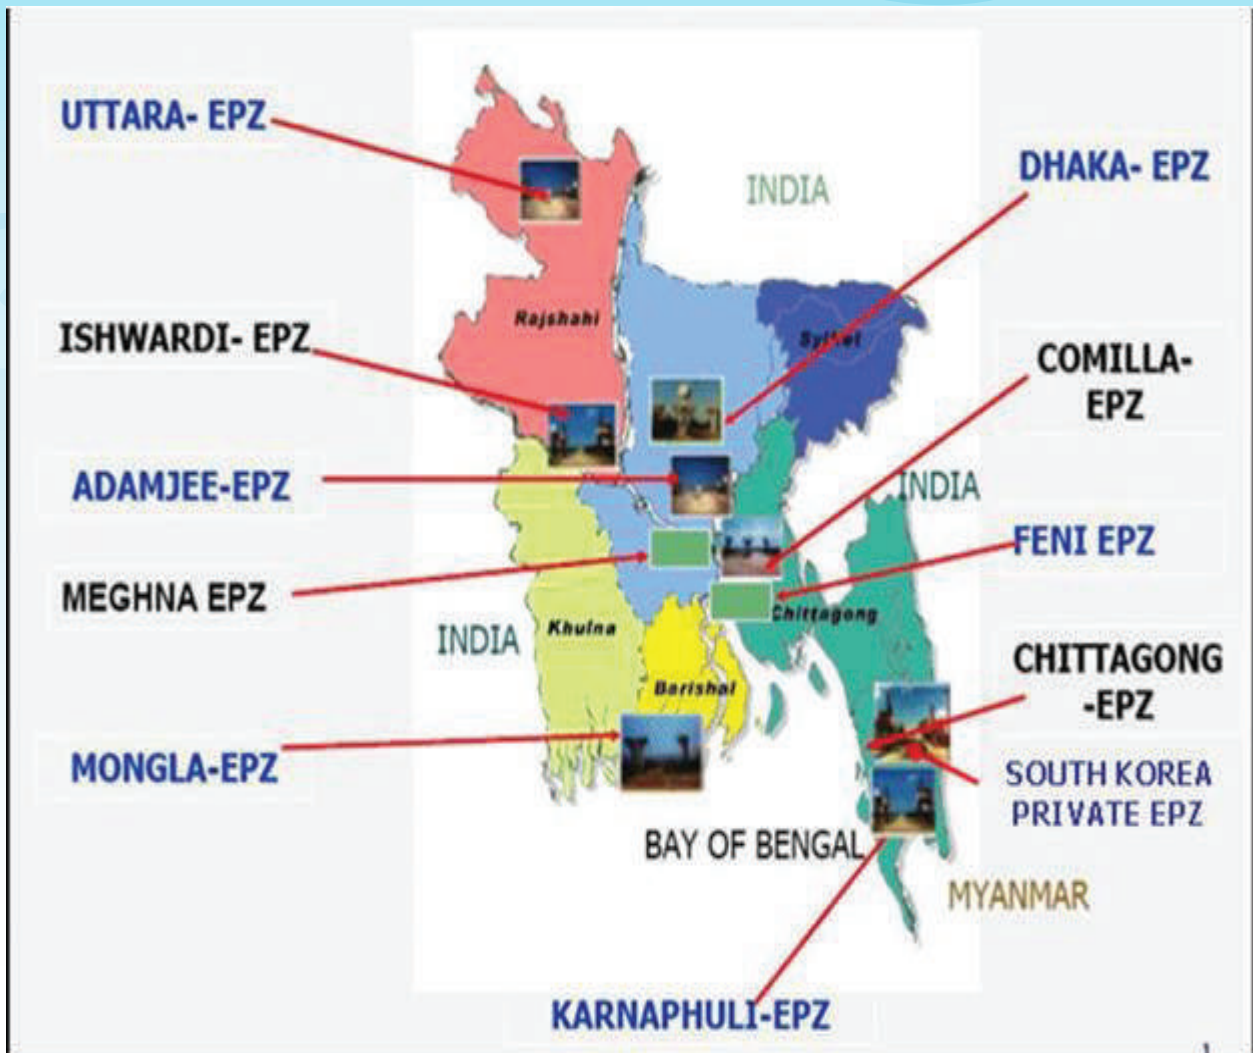 UTTARA- EPZ
DHAKA- EPZ
INDIA
Rajshahi
Sylhet
ISHWARDI- EPZ
COMILLA-
EPZ
ADAMJEE-EPZ
INDIA
FENI EPZ
MEGHNA EPZ
Chittagong
Khulna
INDIA
CHITTAGONG
-EPZ
Barishal
MONGLA-EPZ
SOUTH KOREA
PRIVATE EPZ
BAY OF BENGAL
MYANMAR
KARNAPHULI-EPZ